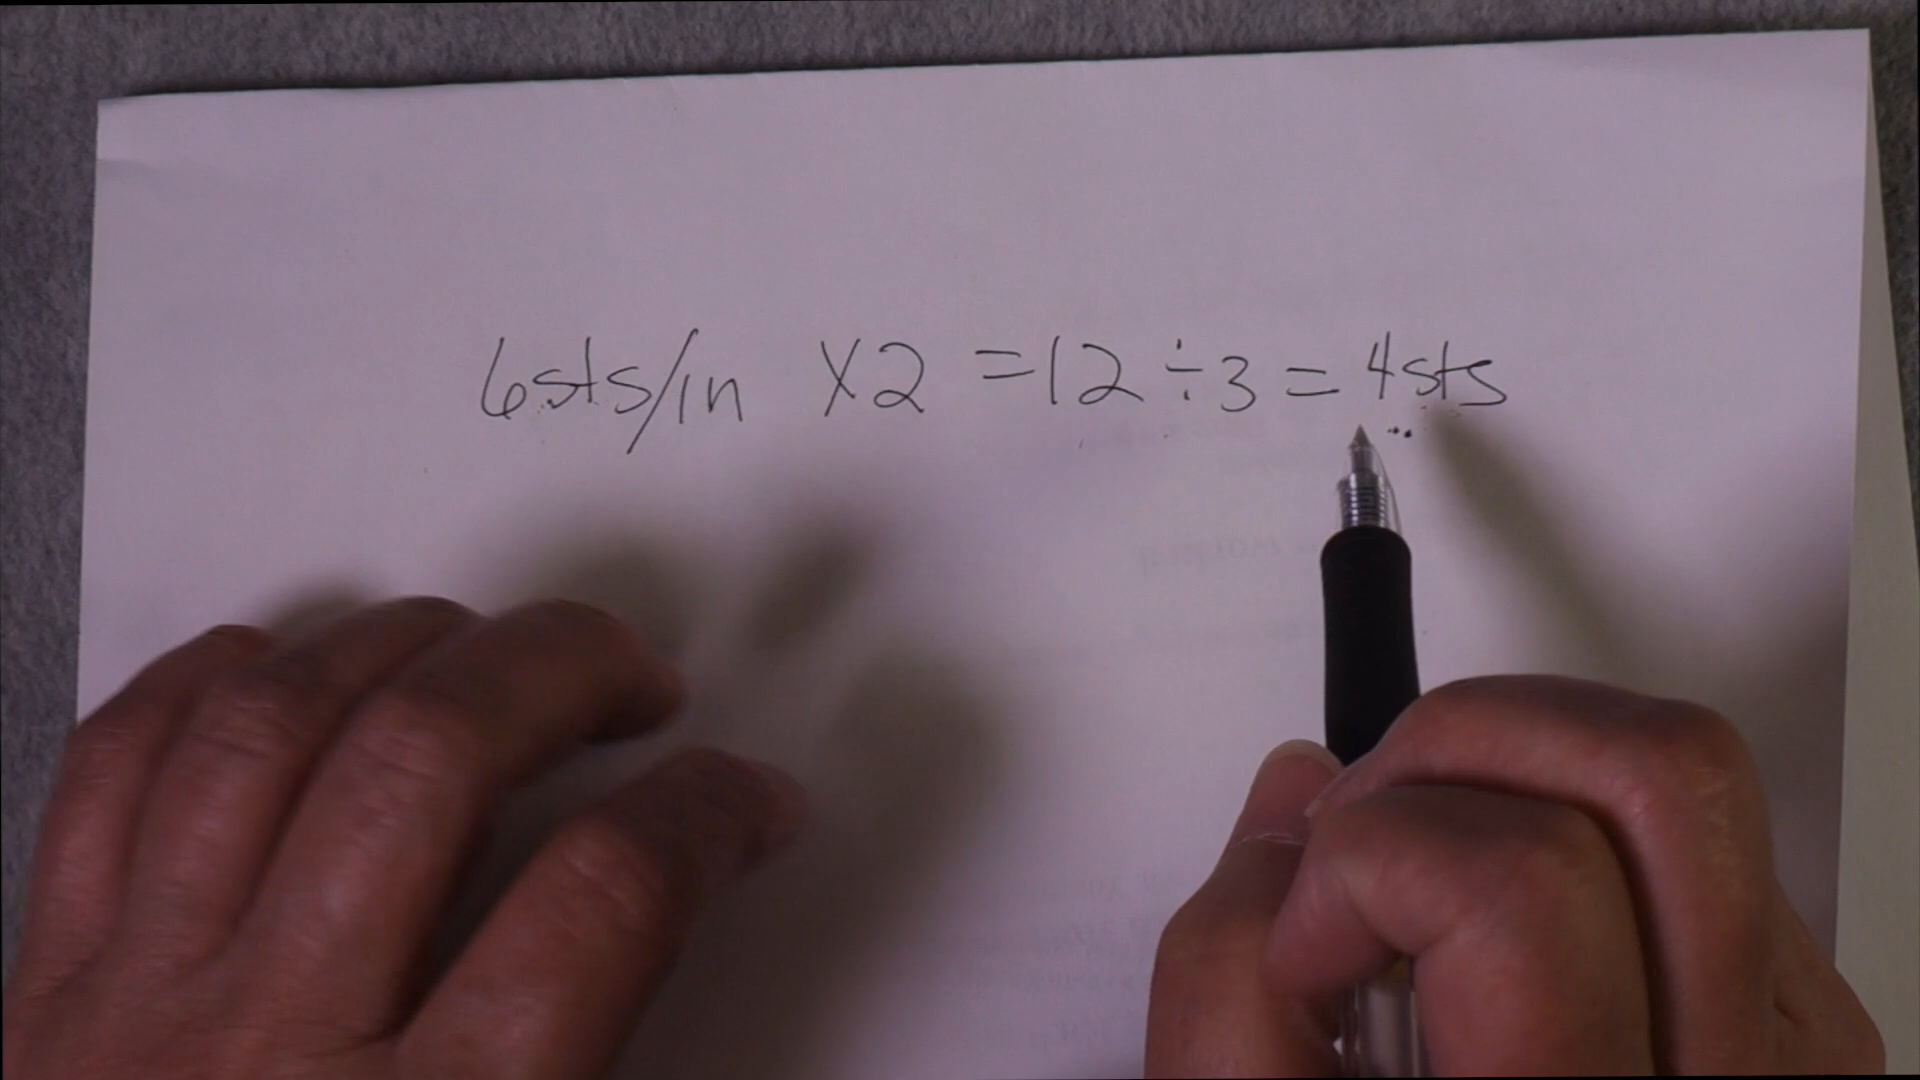 6sts/in X2 =12 ÷3 = 4sts